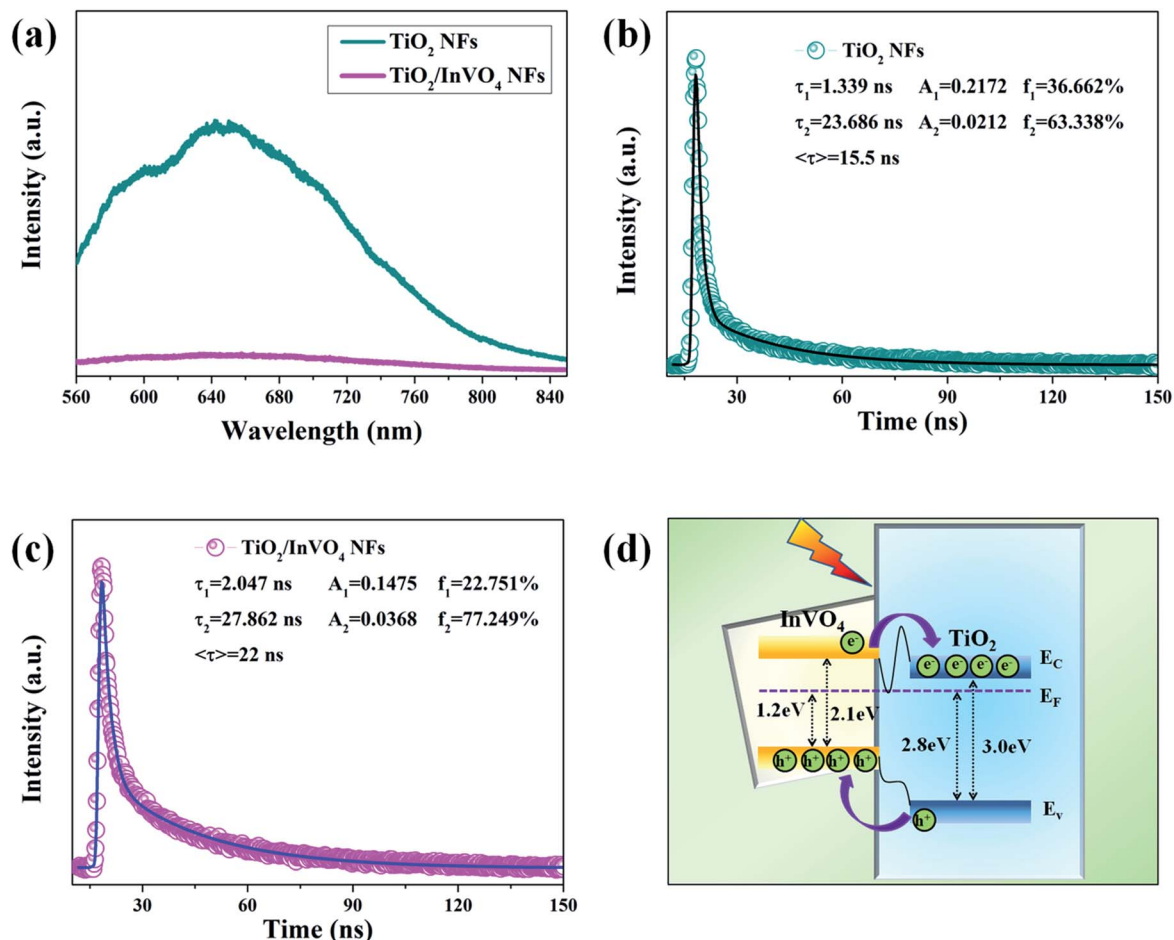 (a)
TiO₂ NFs
TiO₂/InVO₄ NFs
Intensity (a.u.)
560 600 640 680 720 760 800 840
Wavelength (nm)
(b)
TiO₂ NFs
τ₁=1.339 ns A₁=0.2172 f₁=36.662%
τ₂=23.686 ns A₂=0.0212 f₂=63.338%
<τ>=15.5 ns
Intensity (a.u.)
30 60 90 120 150
Time (ns)
(c)
TiO₂/InVO₄ NFs
τ₁=2.047 ns A₁=0.1475 f₁=22.751%
τ₂=27.862 ns A₂=0.0368 f₂=77.249%
<τ>=22 ns
Intensity (a.u.)
30 60 90 120 150
Time (ns)
(d)
InVO₄
TiO₂
e⁻
e⁻ e⁻ e⁻ e⁻
E_C
E_F
1.2eV 2.1eV
2.8eV 3.0eV
h⁺ h⁺ h⁺ h⁺
h⁺
E_v